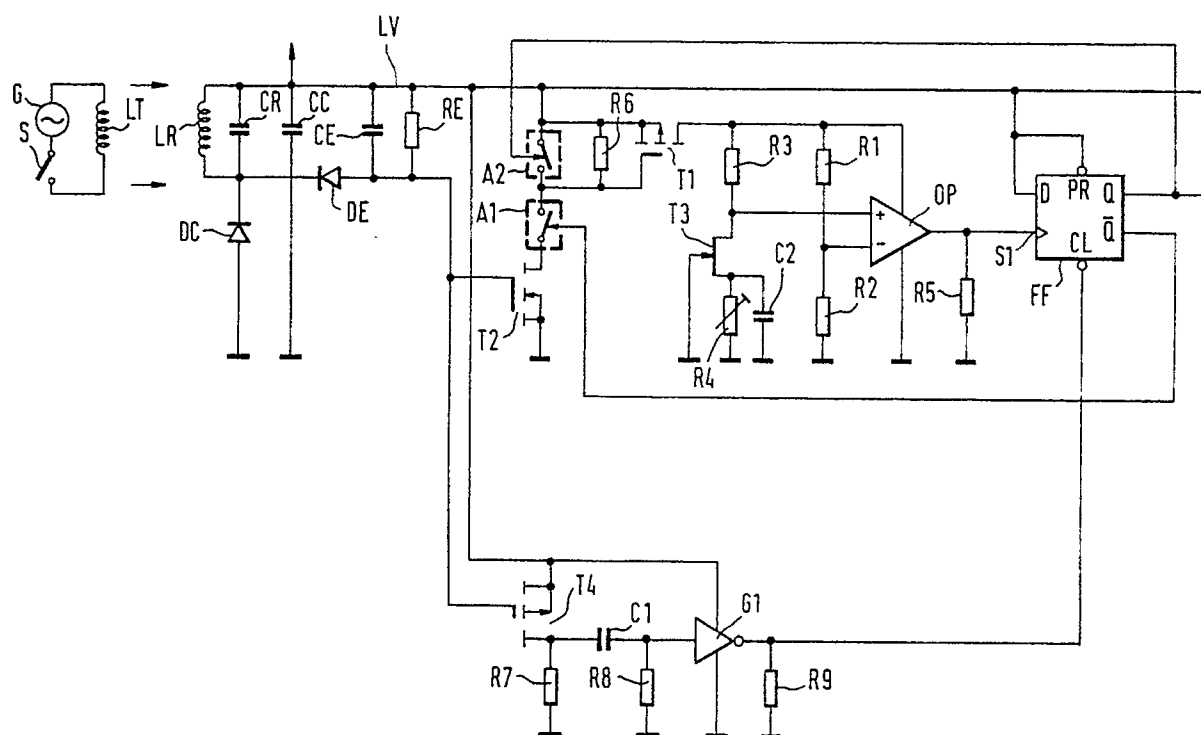 LV
G
S
LT
LR
CR
CC
CE
RE
DE
DC
A2
A1
R6
T1
T2
R3
R1
T3
R4
C2
R2
OP
+
−
R5
D
PR
Q
Q̅
S1
CL
FF
T4
C1
G1
R7
R8
R9